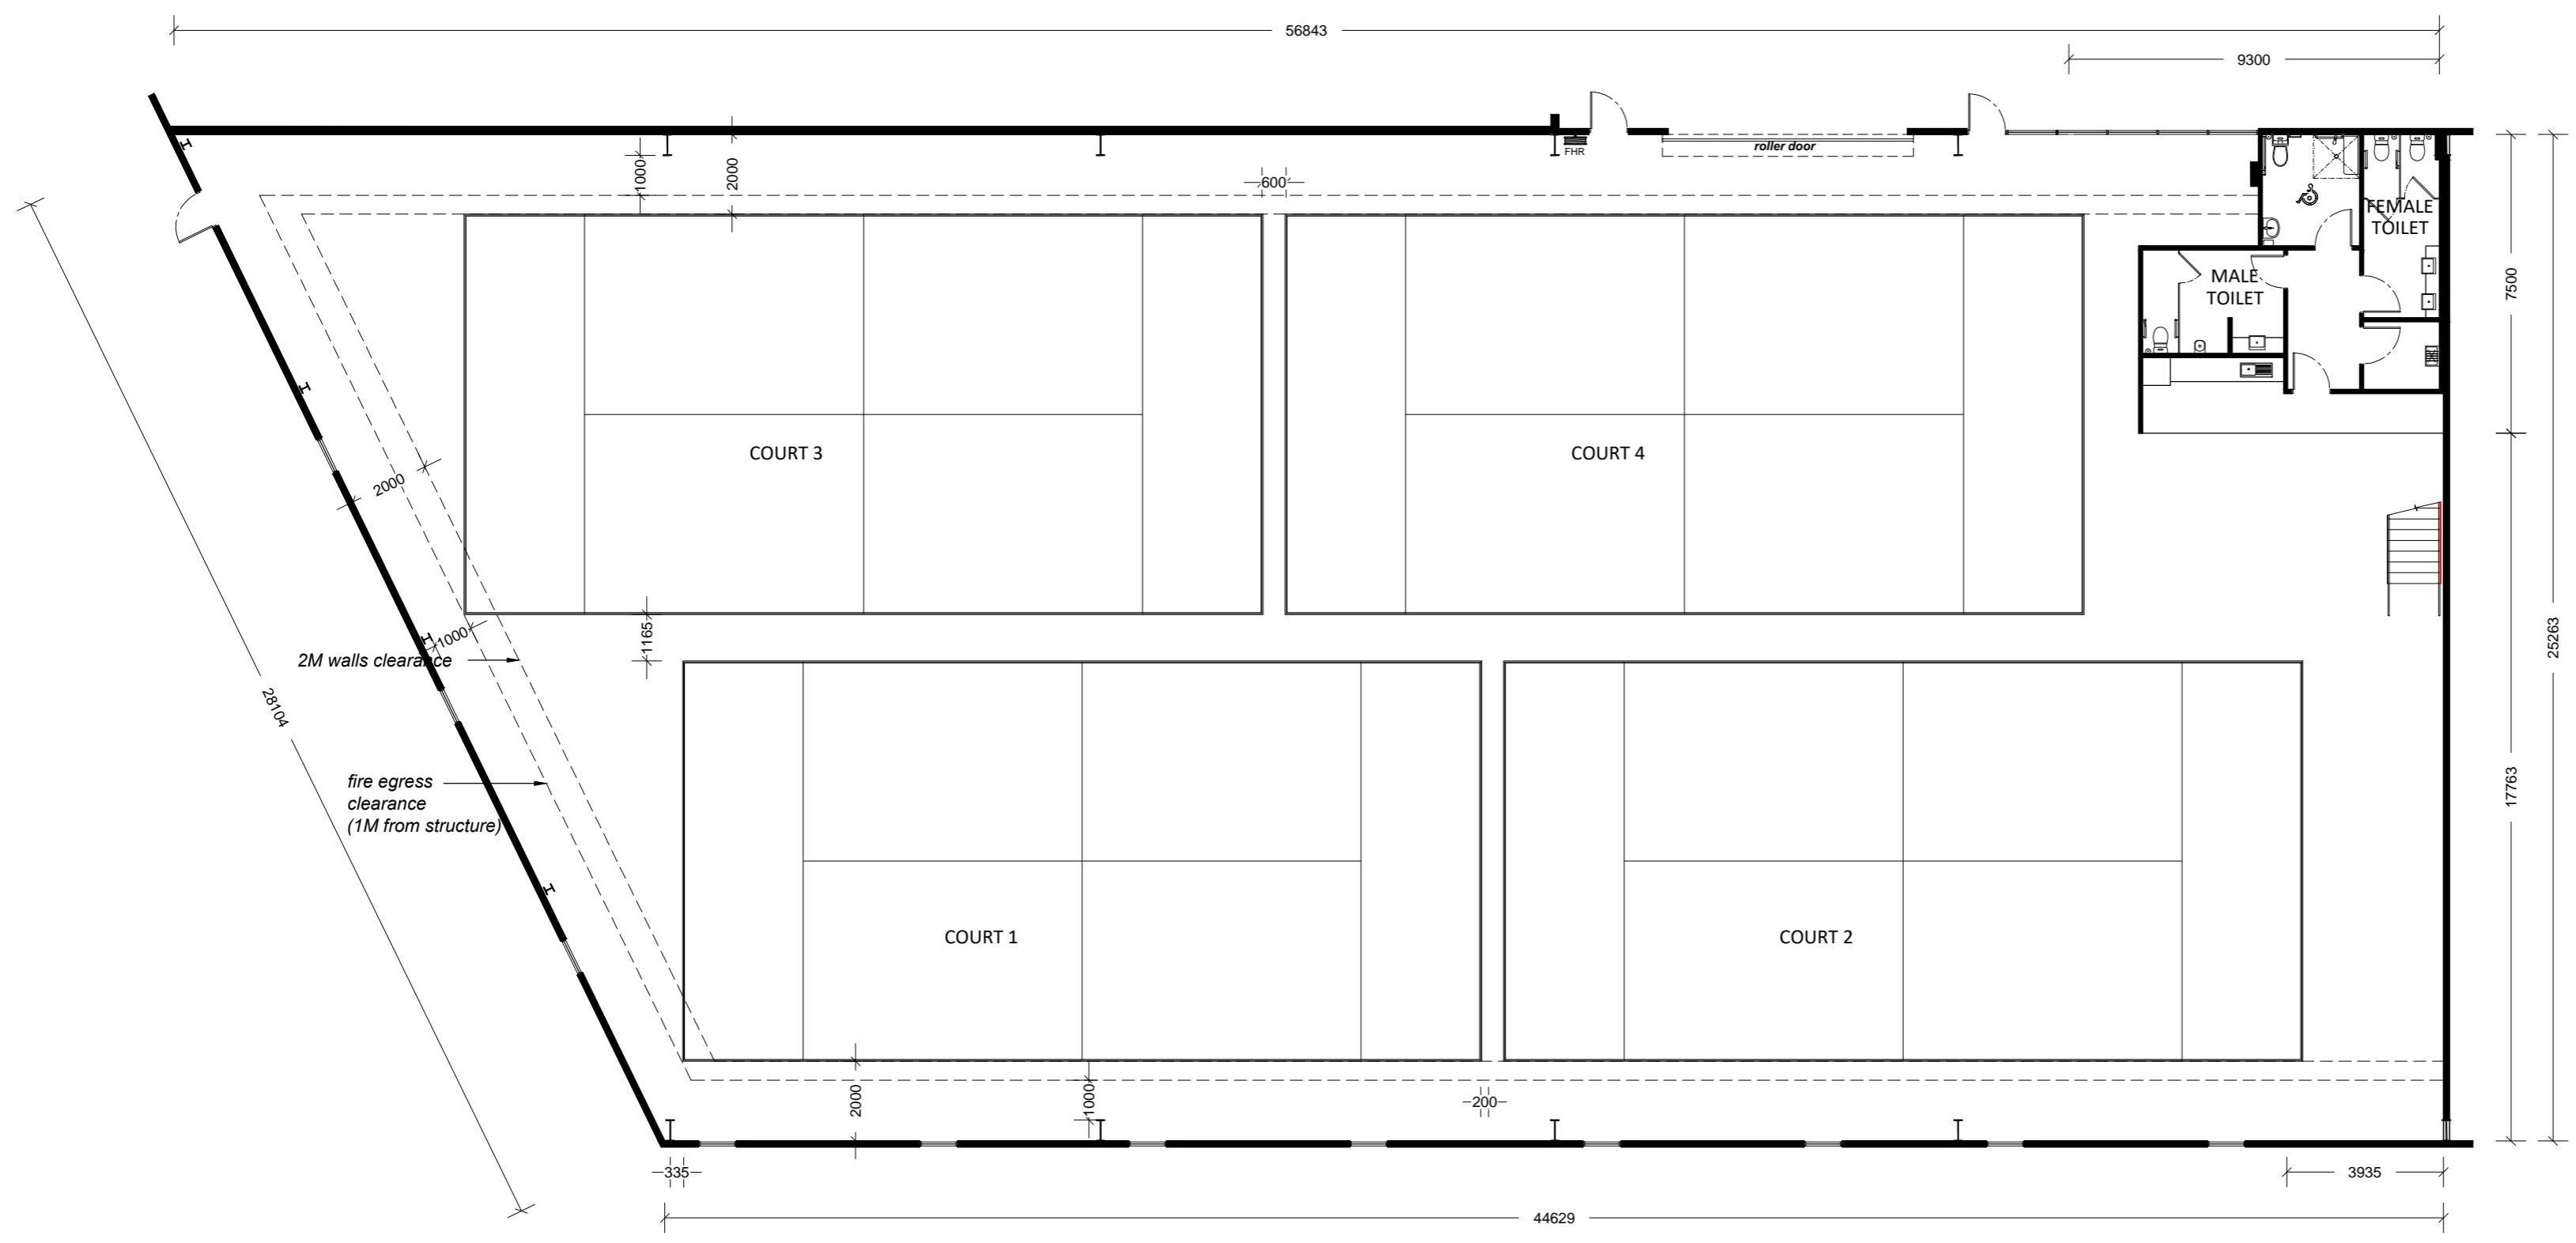 56843
9300
FHR
roller door
1000
2000
600
FEMALE
TOILET
MALE
TOILET
7500
COURT 3
COURT 4
2000
1000
1165
2M walls clearance
25263
28104
fire egress
clearance
(1M from structure)
17763
COURT 1
COURT 2
2000
1000
200
335
3935
44629